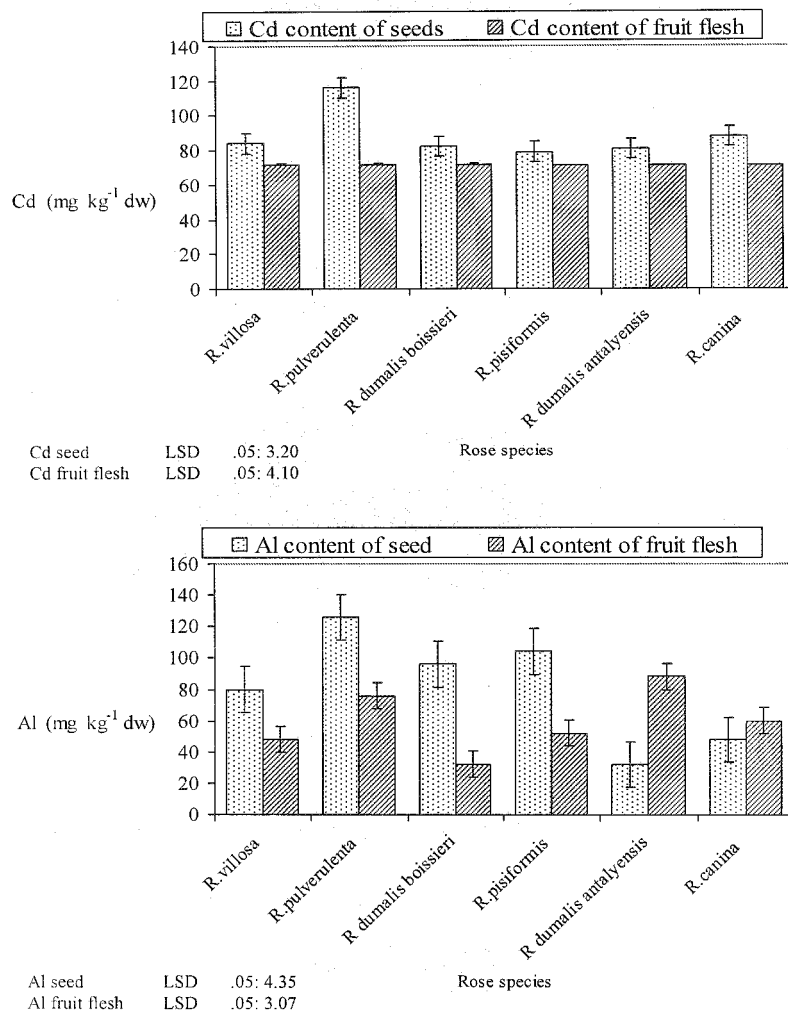 Cd content of seeds Cd content of fruit flesh
140
120
100
80
60
40
20
0
Cd (mg kg⁻¹ dw)
R.villosa
R.pulverulenta
R dumalis boissieri
R.pisiformis
R dumalis antalyensis
R.canina
Rose species
Cd seed LSD .05: 3.20
Cd fruit flesh LSD .05: 4.10
Al content of seed Al content of fruit flesh
160
140
120
100
80
60
40
20
0
Al (mg kg⁻¹ dw)
R.villosa
R.pulverulenta
R dumalis boissieri
R.pisiformis
R dumalis antalyensis
R.canina
Rose species
Al seed LSD .05: 4.35
Al fruit flesh LSD .05: 3.07